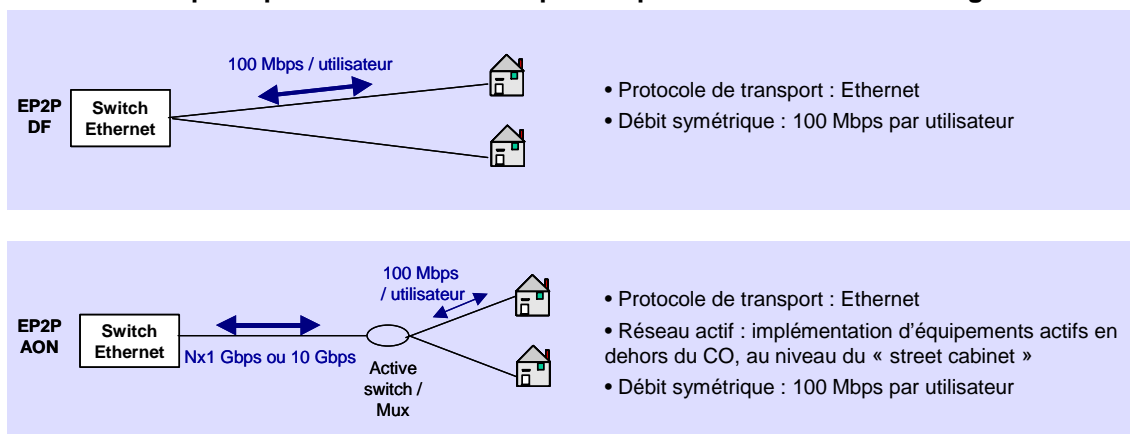 100 Mbps / utilisateur
EP2P
DF
Switch
Ethernet
• Protocole de transport : Ethernet
• Débit symétrique : 100 Mbps par utilisateur
100 Mbps
/ utilisateur
EP2P
AON
Switch
Ethernet
Nx1 Gbps ou 10 Gbps
Active
switch /
Mux
• Protocole de transport : Ethernet
• Réseau actif : implémentation d’équipements actifs en
dehors du CO, au niveau du « street cabinet »
• Débit symétrique : 100 Mbps par utilisateur